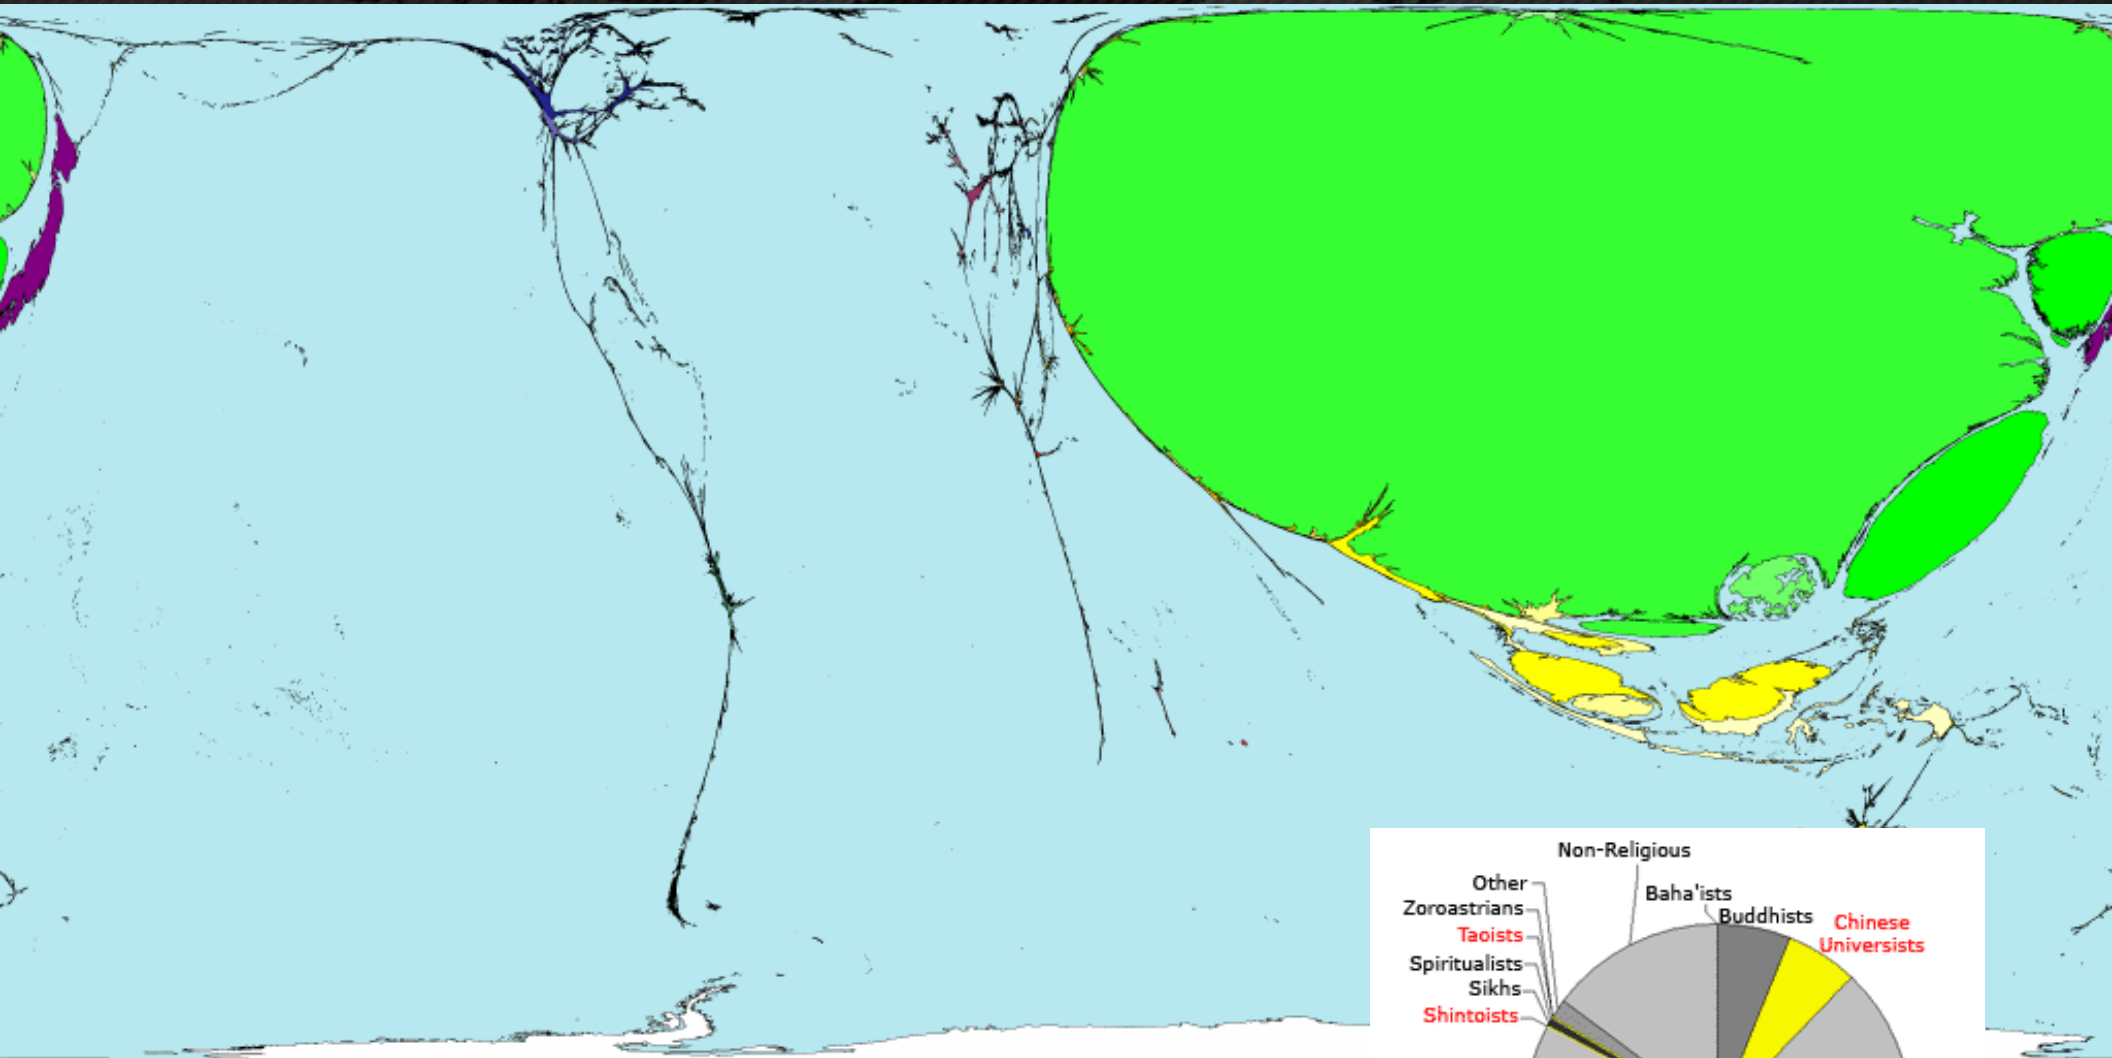 Non-Religious
Other
Baha'ists
Zoroastrians
Buddhists
Chinese
Universists
Taoists
Spiritualists
Sikhs
Shintoists